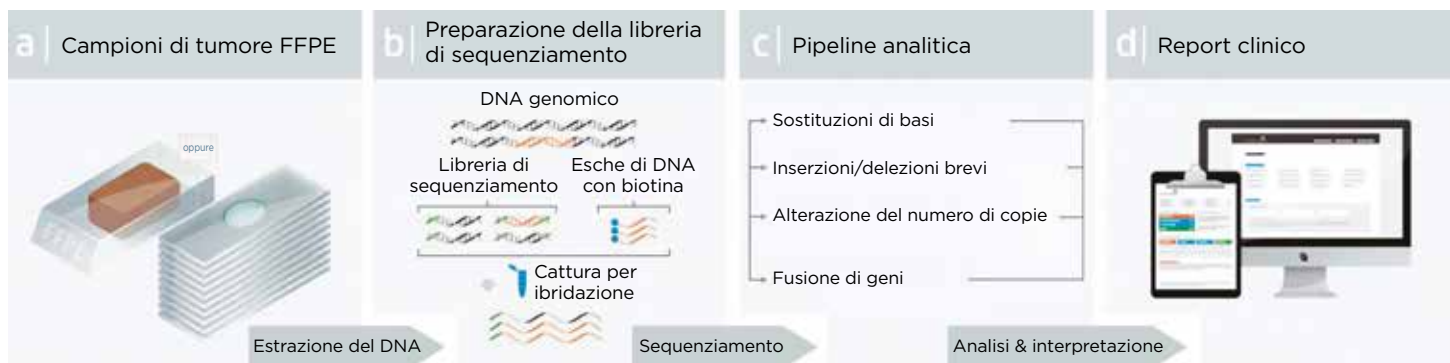 a Campioni di tumore FFPE
b Preparazione della libreria
di sequenziamento
c Pipeline analitica
d Report clinico
oppure
DNA genomico
Libreria di
sequenziamento
Esche di DNA
con biotina
Cattura per
ibridazione
Sostituzioni di basi
Inserzioni/delezioni brevi
Alterazione del numero di copie
Fusione di geni
Estrazione del DNA
Sequenziamento
Analisi & interpretazione